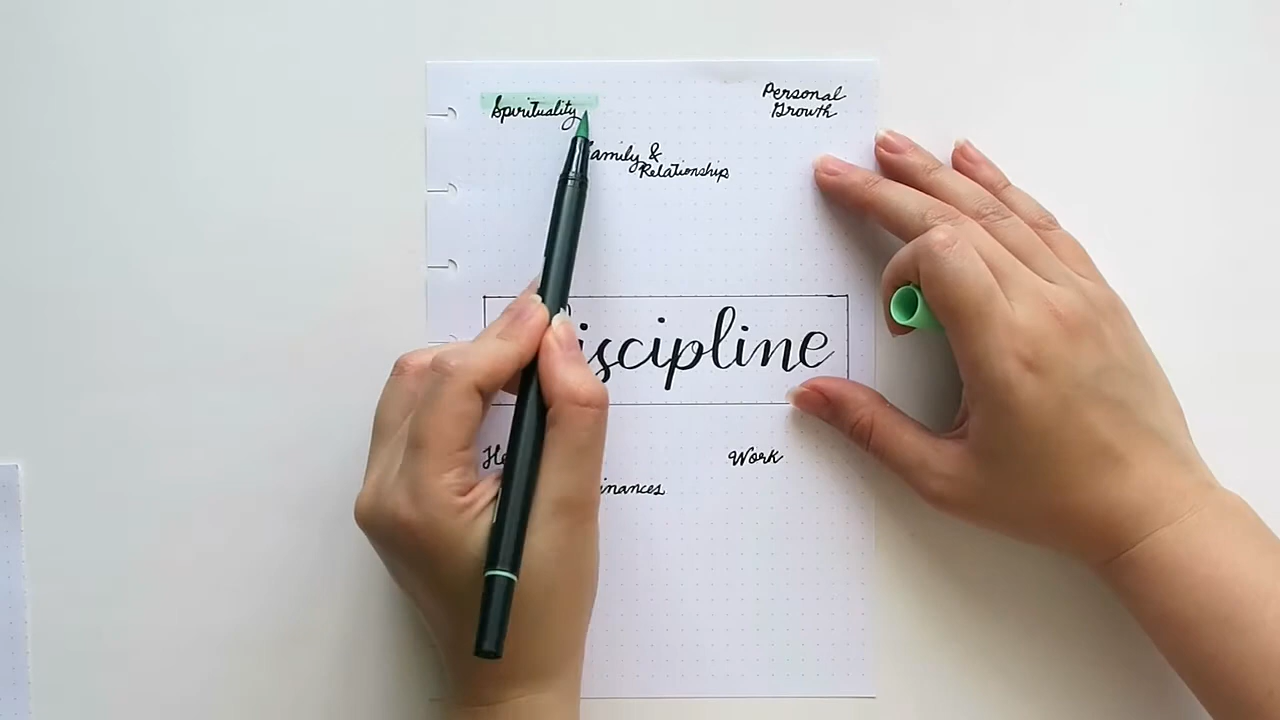 Spirituality
Personal
Growth
Family &
Relationship
iscipline
Work
inances